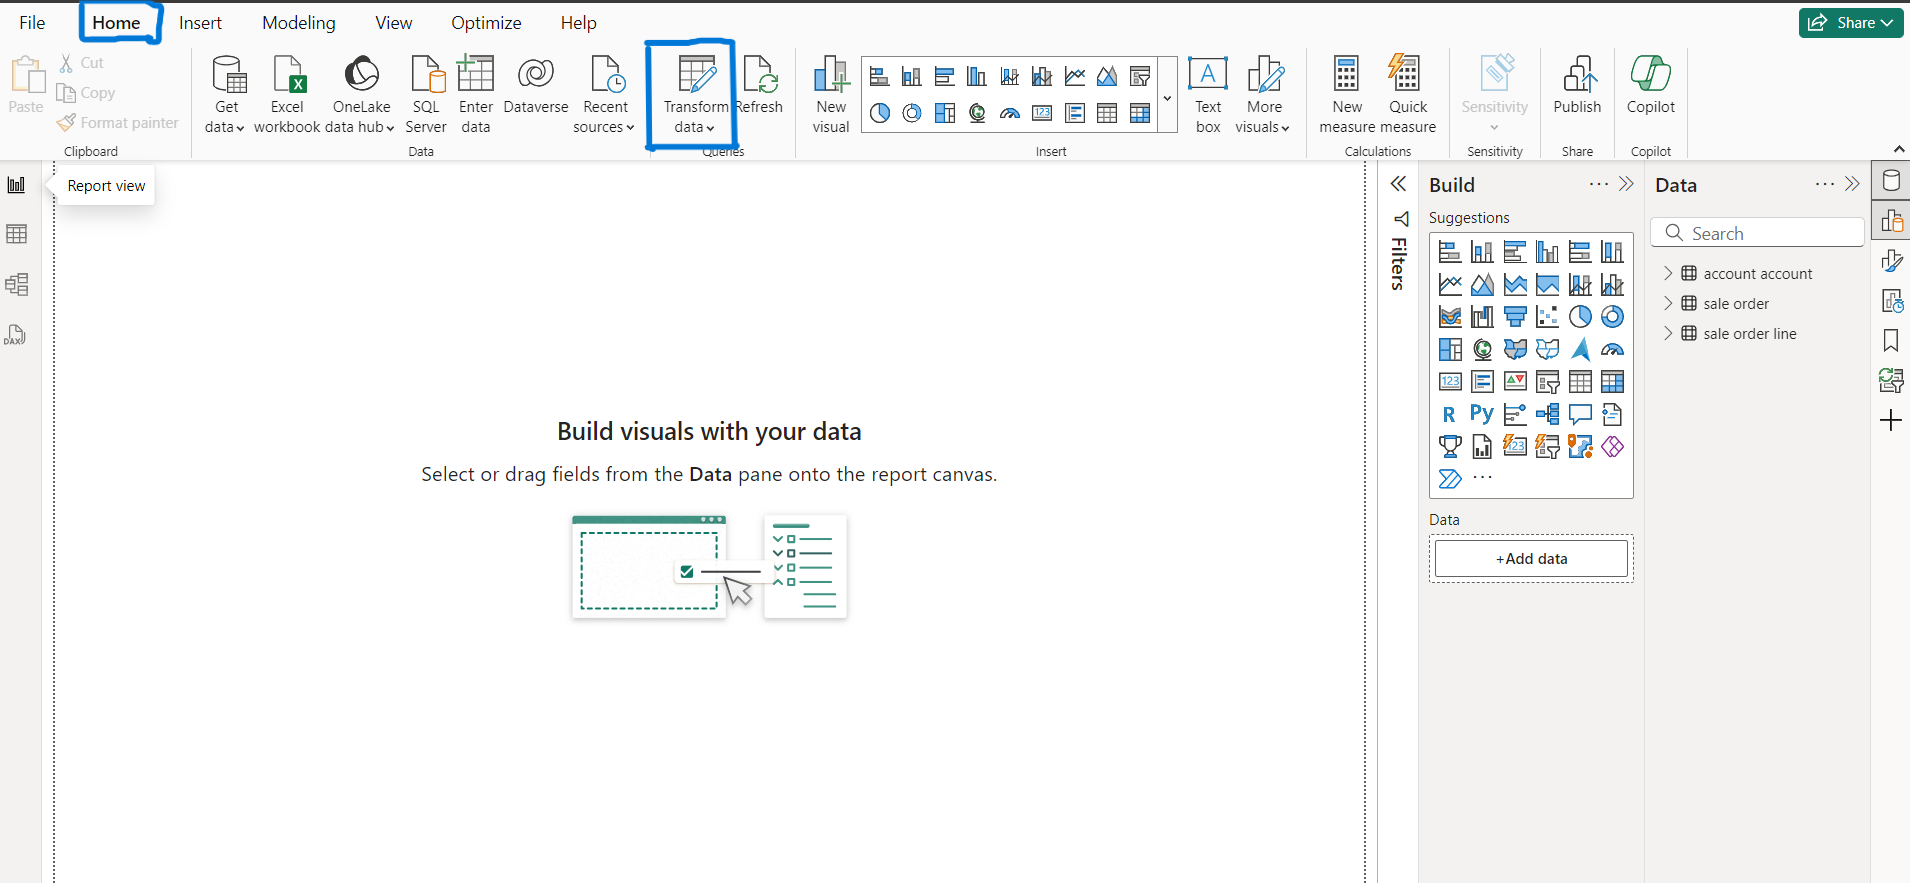 File Home Insert Modeling View Optimize Help
Share
Paste
Cut
Copy
Format painter
Clipboard
Get data
Excel workbook
OneLake data hub
SQL Server
Enter data
Dataverse
Recent sources
Data
Transform data
Refresh
Queries
New visual
123
A
Text box
More visuals
Insert
New measure
Quick measure
Calculations
Sensitivity
Sensitivity
Publish
Share
Copilot
Copilot
Report view
DAX
Build visuals with your data
Select or drag fields from the Data pane onto the report canvas.
Filters
Build
Suggestions
123
R Py
123
Data
+Add data
Data
Search
account account
sale order
sale order line